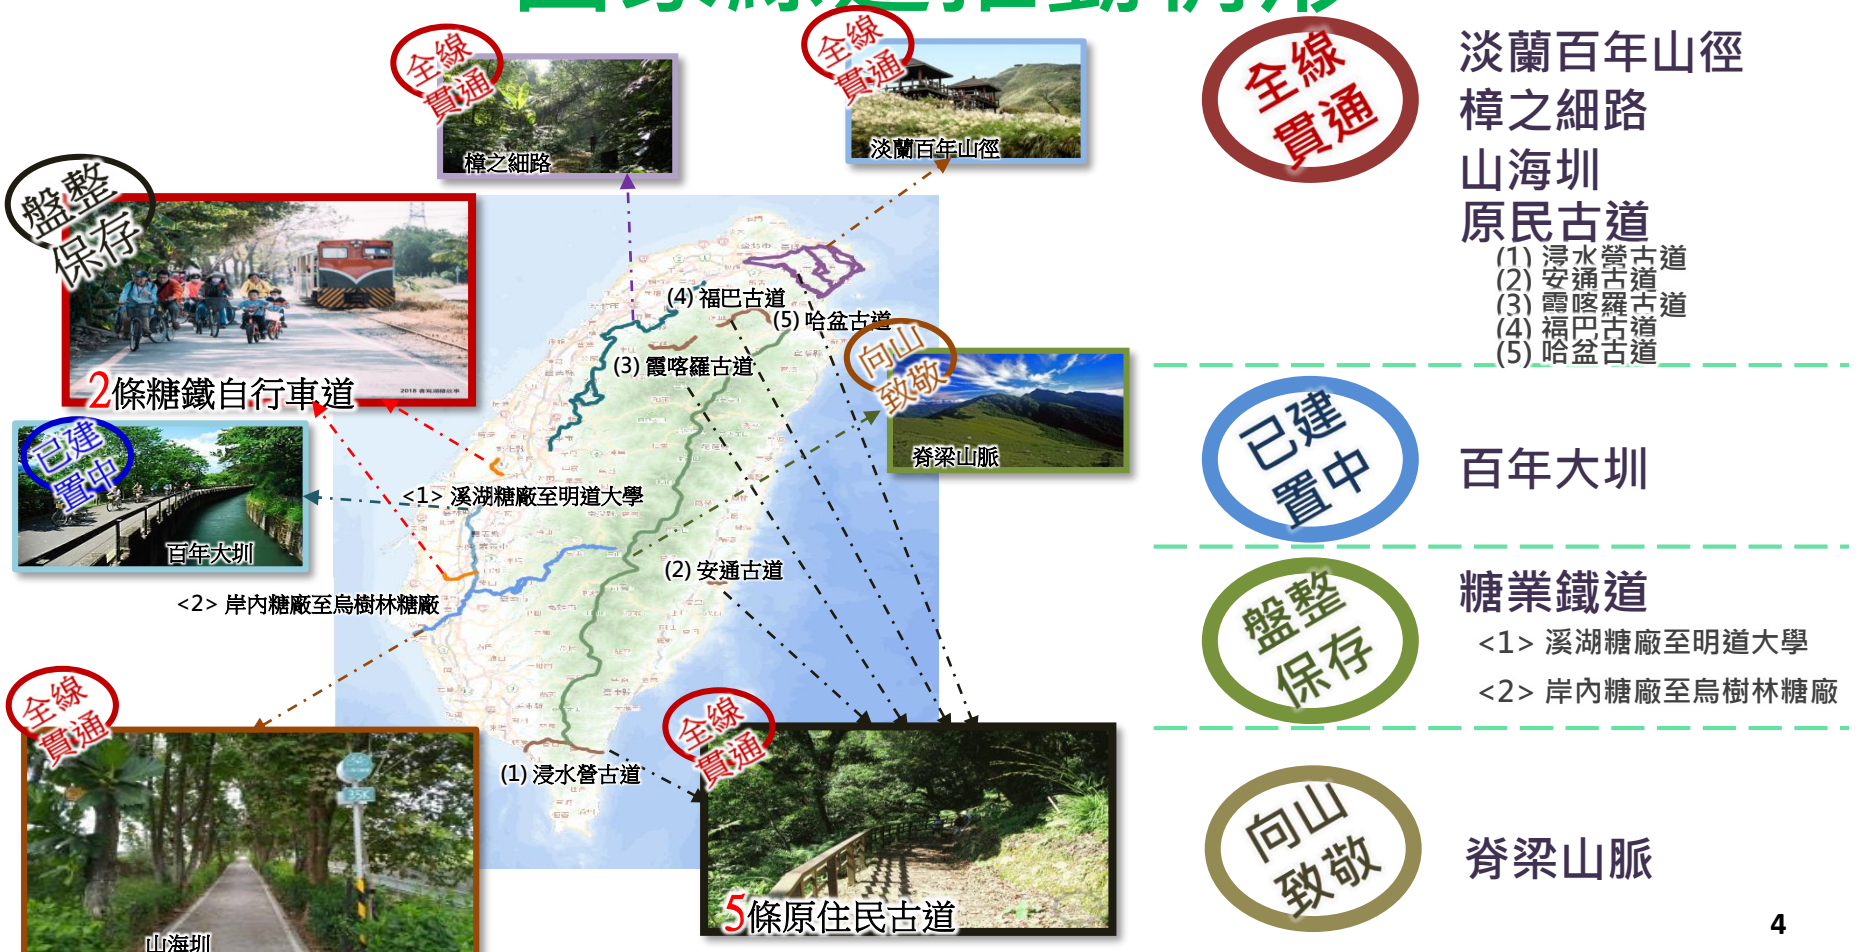 國家綠道推動情形
全線
貫通
樟之細路
全線
貫通
淡蘭百年山徑
盤整
保存
2條糖鐵自行車道
已建
置中
百年大圳
(4) 福巴古道
(5) 哈盆古道
(3) 霞喀羅古道
向山
致敬
脊梁山脈
<1> 溪湖糖廠至明道大學
(2) 安通古道
<2> 岸內糖廠至烏樹林糖廠
(1) 浸水營古道
全線
貫通
35K
山海圳
全線
貫通
5條原住民古道
全線
貫通
淡蘭百年山徑
樟之細路
山海圳
原民古道
(1) 浸水營古道
(2) 安通古道
(3) 霞喀羅古道
(4) 福巴古道
(5) 哈盆古道
已建
置中
百年大圳
盤整
保存
糖業鐵道
<1> 溪湖糖廠至明道大學
<2> 岸內糖廠至烏樹林糖廠
向山
致敬
脊梁山脈
4